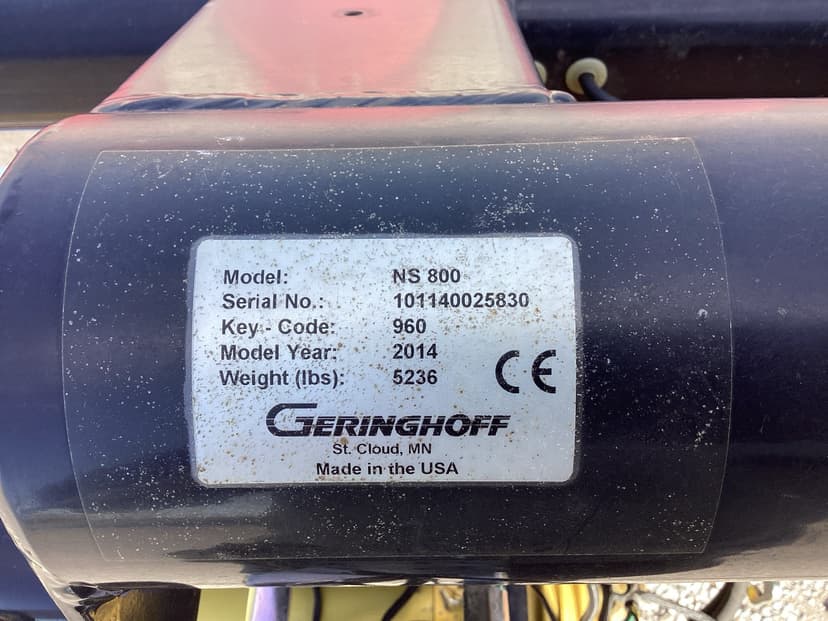 Model: NS 800
Serial No.: 101140025830
Key - Code: 960
Model Year: 2014
Weight (lbs): 5236
CE
GERINGHOFF
St. Cloud, MN
Made in the USA